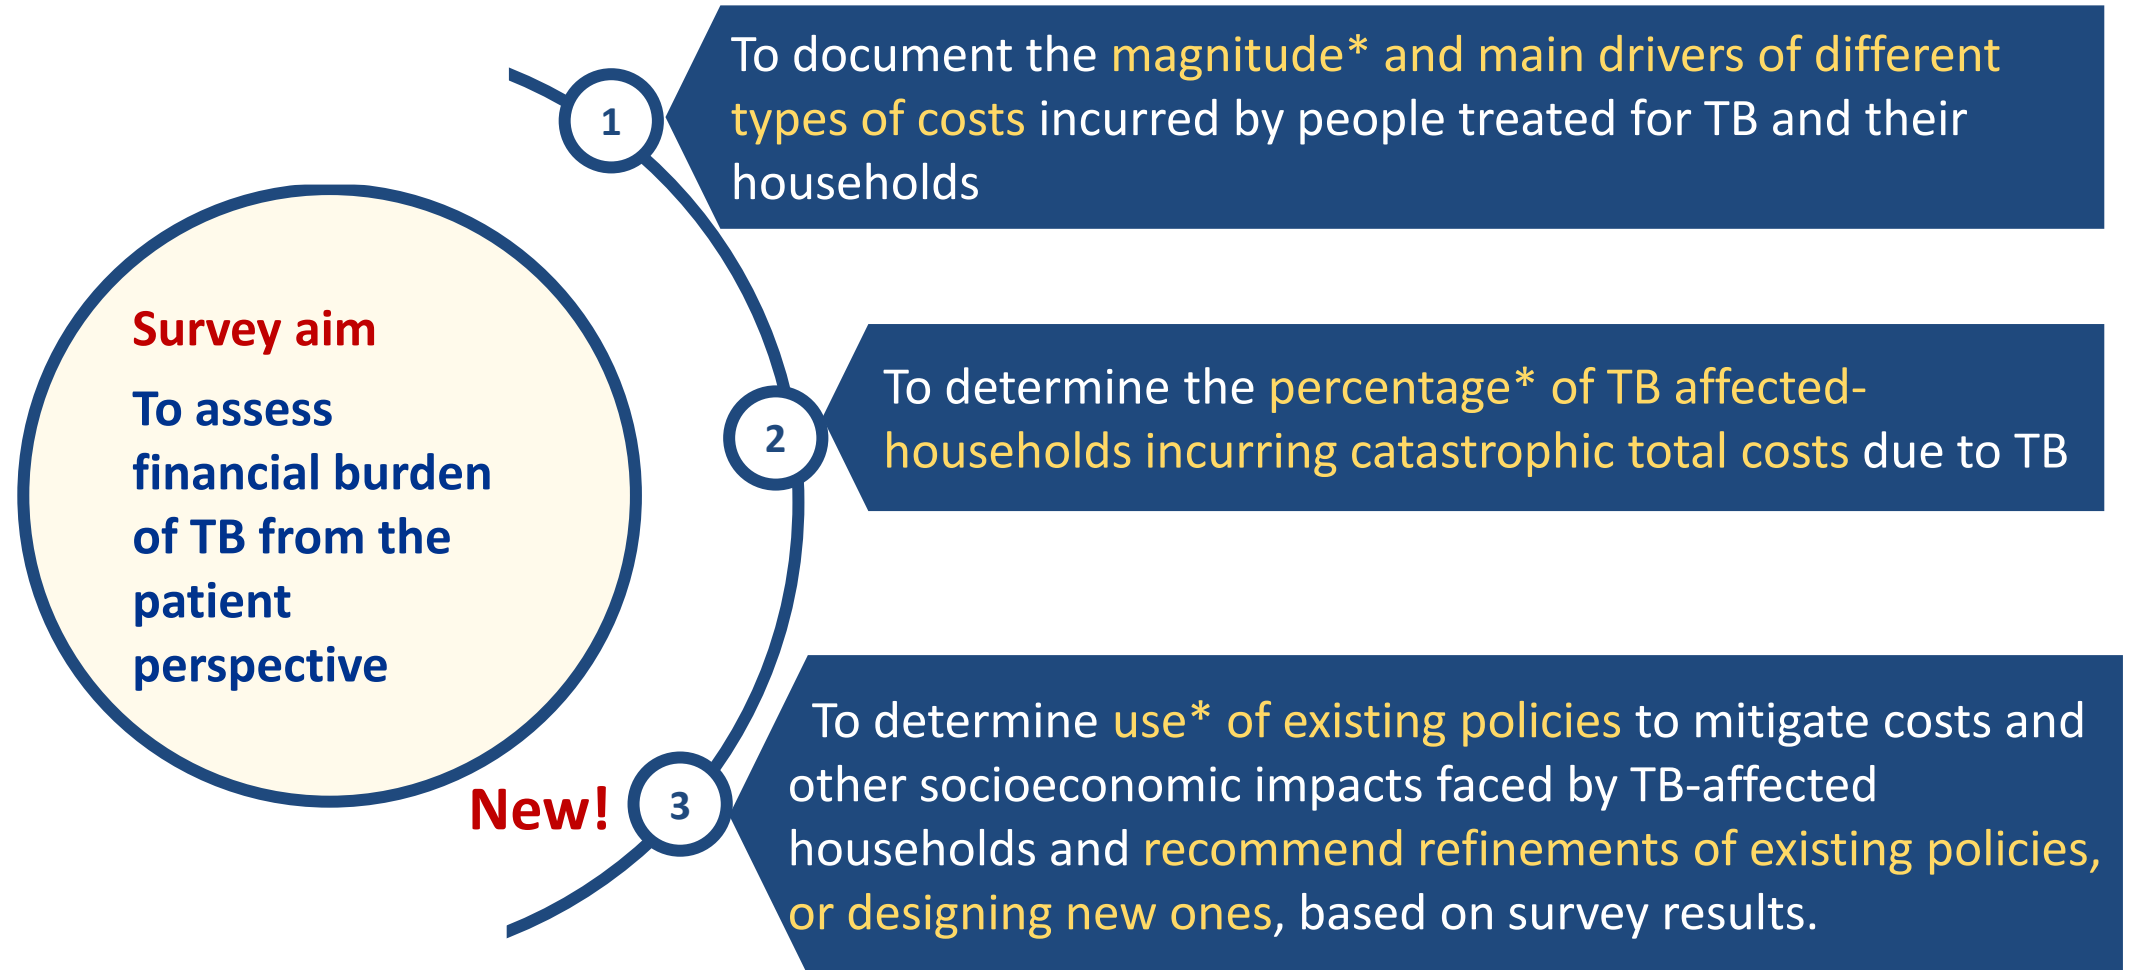 Survey aim
To assess
financial burden
of TB from the
patient
perspective
1
To document the magnitude* and main drivers of different
types of costs incurred by people treated for TB and their
households
2
To determine the percentage* of TB affected-
households incurring catastrophic total costs due to TB
New!
3
To determine use* of existing policies to mitigate costs and
other socioeconomic impacts faced by TB-affected
households and recommend refinements of existing policies,
or designing new ones, based on survey results.